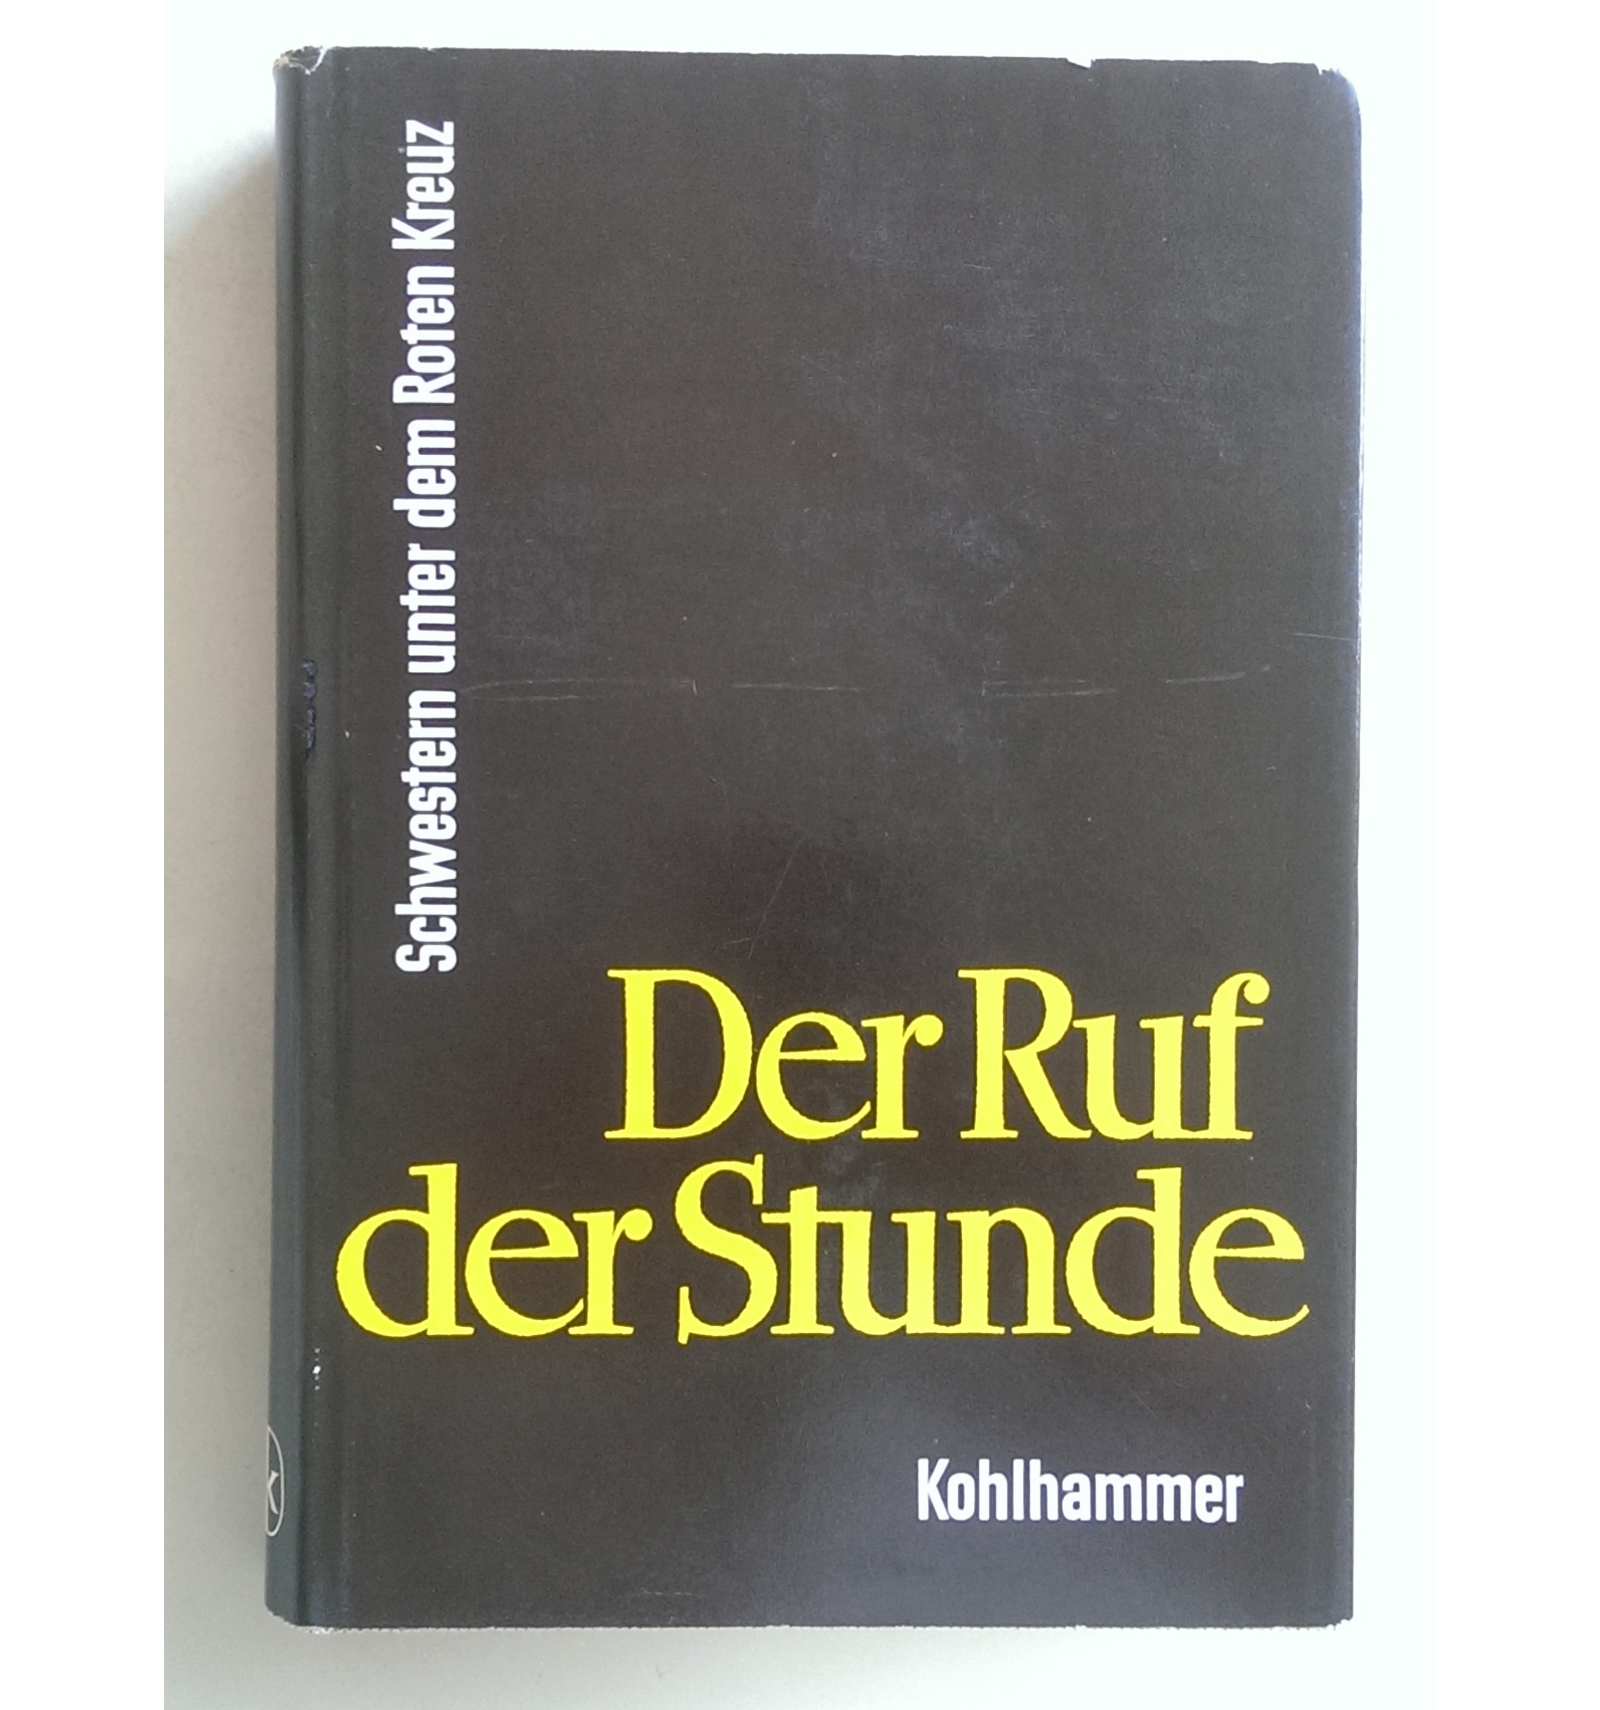 Schwestern unter dem Roten Kreuz
Der Ruf
der Stunde
Kohlhammer
k